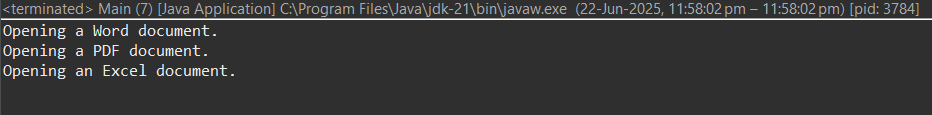 <terminated> Main (7) [Java Application] C:\Program Files\Java\jdk-21\bin\javaw.exe (22-Jun-2025, 11:58:02 pm – 11:58:02 pm) [pid: 3784]
Opening a Word document.
Opening a PDF document.
Opening an Excel document.